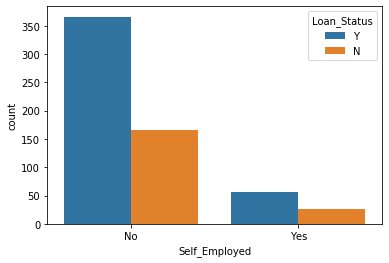 350
300
250
200
150
100
50
0
count
Loan_Status
Y
N
No
Yes
Self_Employed